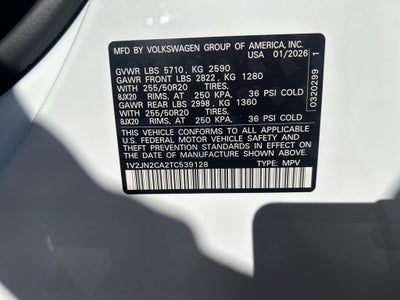 MFD BY VOLKSWAGEN GROUP OF AMERICA, INC.
USA 01/2026
GVWR LBS 5710, KG 2590
GAWR FRONT LBS 2822, KG 1280
WITH 255/50R20 TIRES,
8JX20 RIMS, AT 250 KPA, 36 PSI COLD
GAWR REAR LBS 2998, KG 1360
WITH 255/50R20 TIRES,
8JX20 RIMS, AT 250 KPA, 36 PSI COLD
THIS VEHICLE CONFORMS TO ALL APPLICABLE
U.S. FEDERAL MOTOR VEHICLE SAFETY AND
THEFT PREVENTION STANDARDS IN EFFECT ON THE
DATE OF MANUFACTURE SHOWN ABOVE.
1V2JN2CA2TC539128 TYPE: MPV
0320299 1